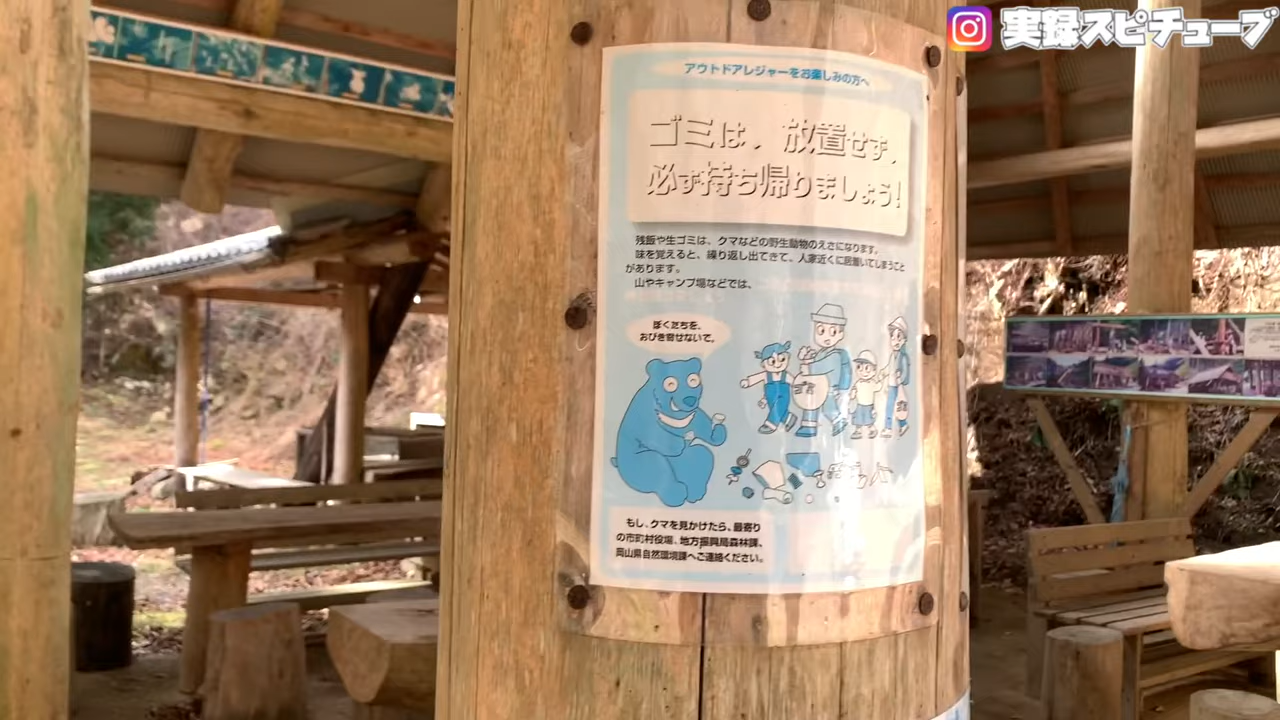 実録スピチューブ
アウトドアレジャーをお楽しみの方へ
ゴミは、放置せず、
必ず持ち帰りましょう!
残飯や生ゴミは、クマなどの野生動物のえさになります。
味を覚えると、繰り返し出てきて、人家近くに居着いてしまうこと
があります。
山やキャンプ場などでは、
ぼくたちを、
おびき寄せないで。
もし、クマを見かけたら、最寄り
の市町村役場、地方振興局森林課、
岡山県自然環境課へご連絡ください。